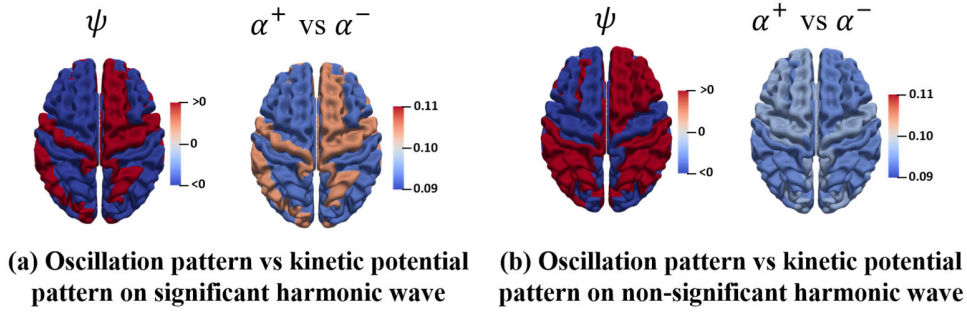 ψ
α⁺ vs α⁻
>0
0
<0
0.11
0.10
0.09
(a) Oscillation pattern vs kinetic potential
pattern on significant harmonic wave
ψ
α⁺ vs α⁻
>0
0
<0
0.11
0.10
0.09
(b) Oscillation pattern vs kinetic potential
pattern on non-significant harmonic wave